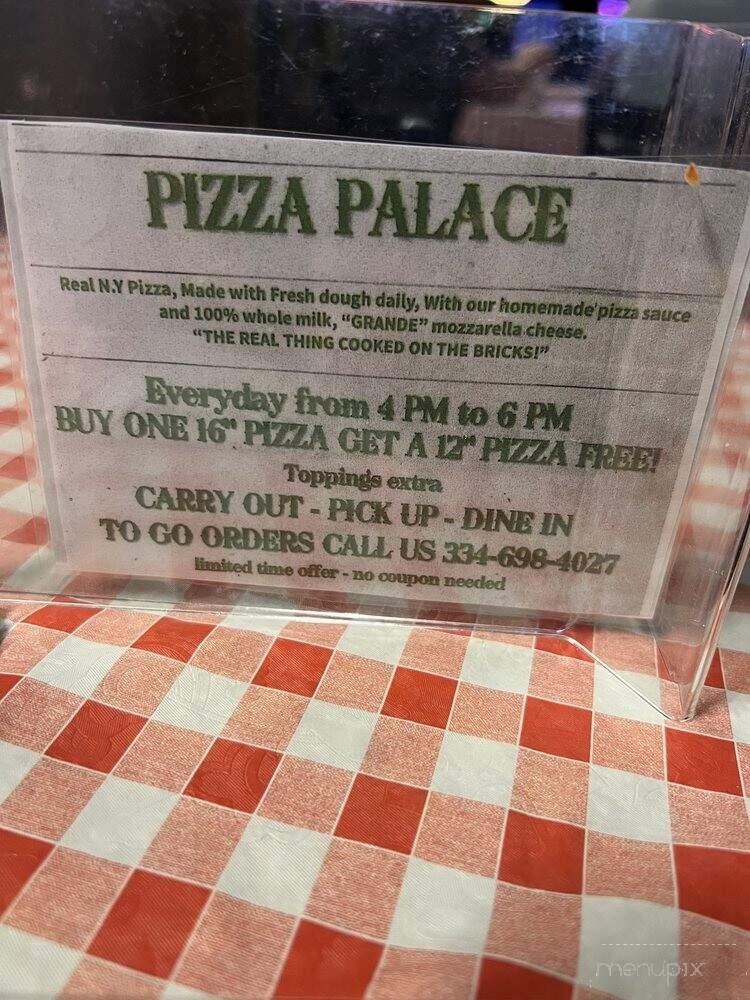 PIZZA PALACE
Real N.Y Pizza, Made with Fresh dough daily, With our homemade pizza sauce
and 100% whole milk, “GRANDE” mozzarella cheese.
“THE REAL THING COOKED ON THE BRICKS!”
Everyday from 4 PM to 6 PM
BUY ONE 16" PIZZA GET A 12" PIZZA FREE!
Toppings extra
CARRY OUT - PICK UP - DINE IN
TO GO ORDERS CALL US 334-698-4027
limited time offer - no coupon needed
menupix